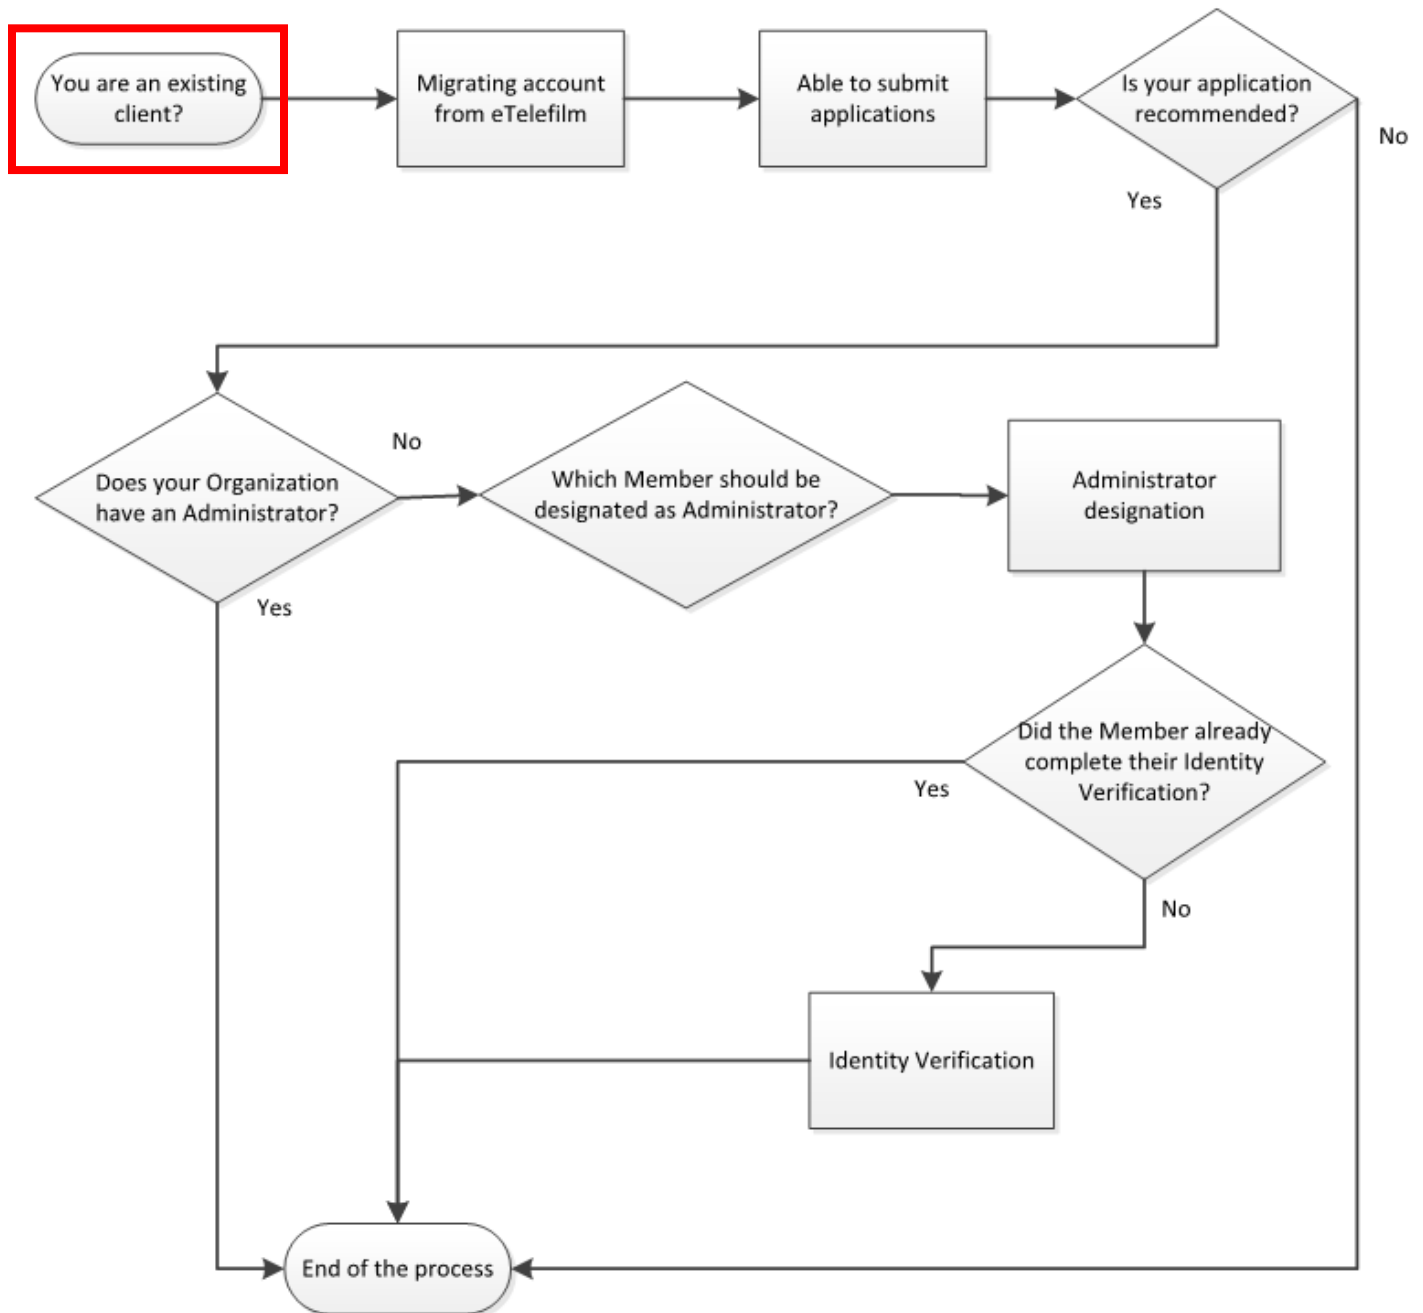 You are an existing
client?
Migrating account
from eTelefilm
Able to submit
applications
Is your application
recommended?
No
Yes
Does your Organization
have an Administrator?
No
Yes
Which Member should be
designated as Administrator?
Administrator
designation
Did the Member already
complete their Identity
Verification?
Yes
No
Identity Verification
End of the process